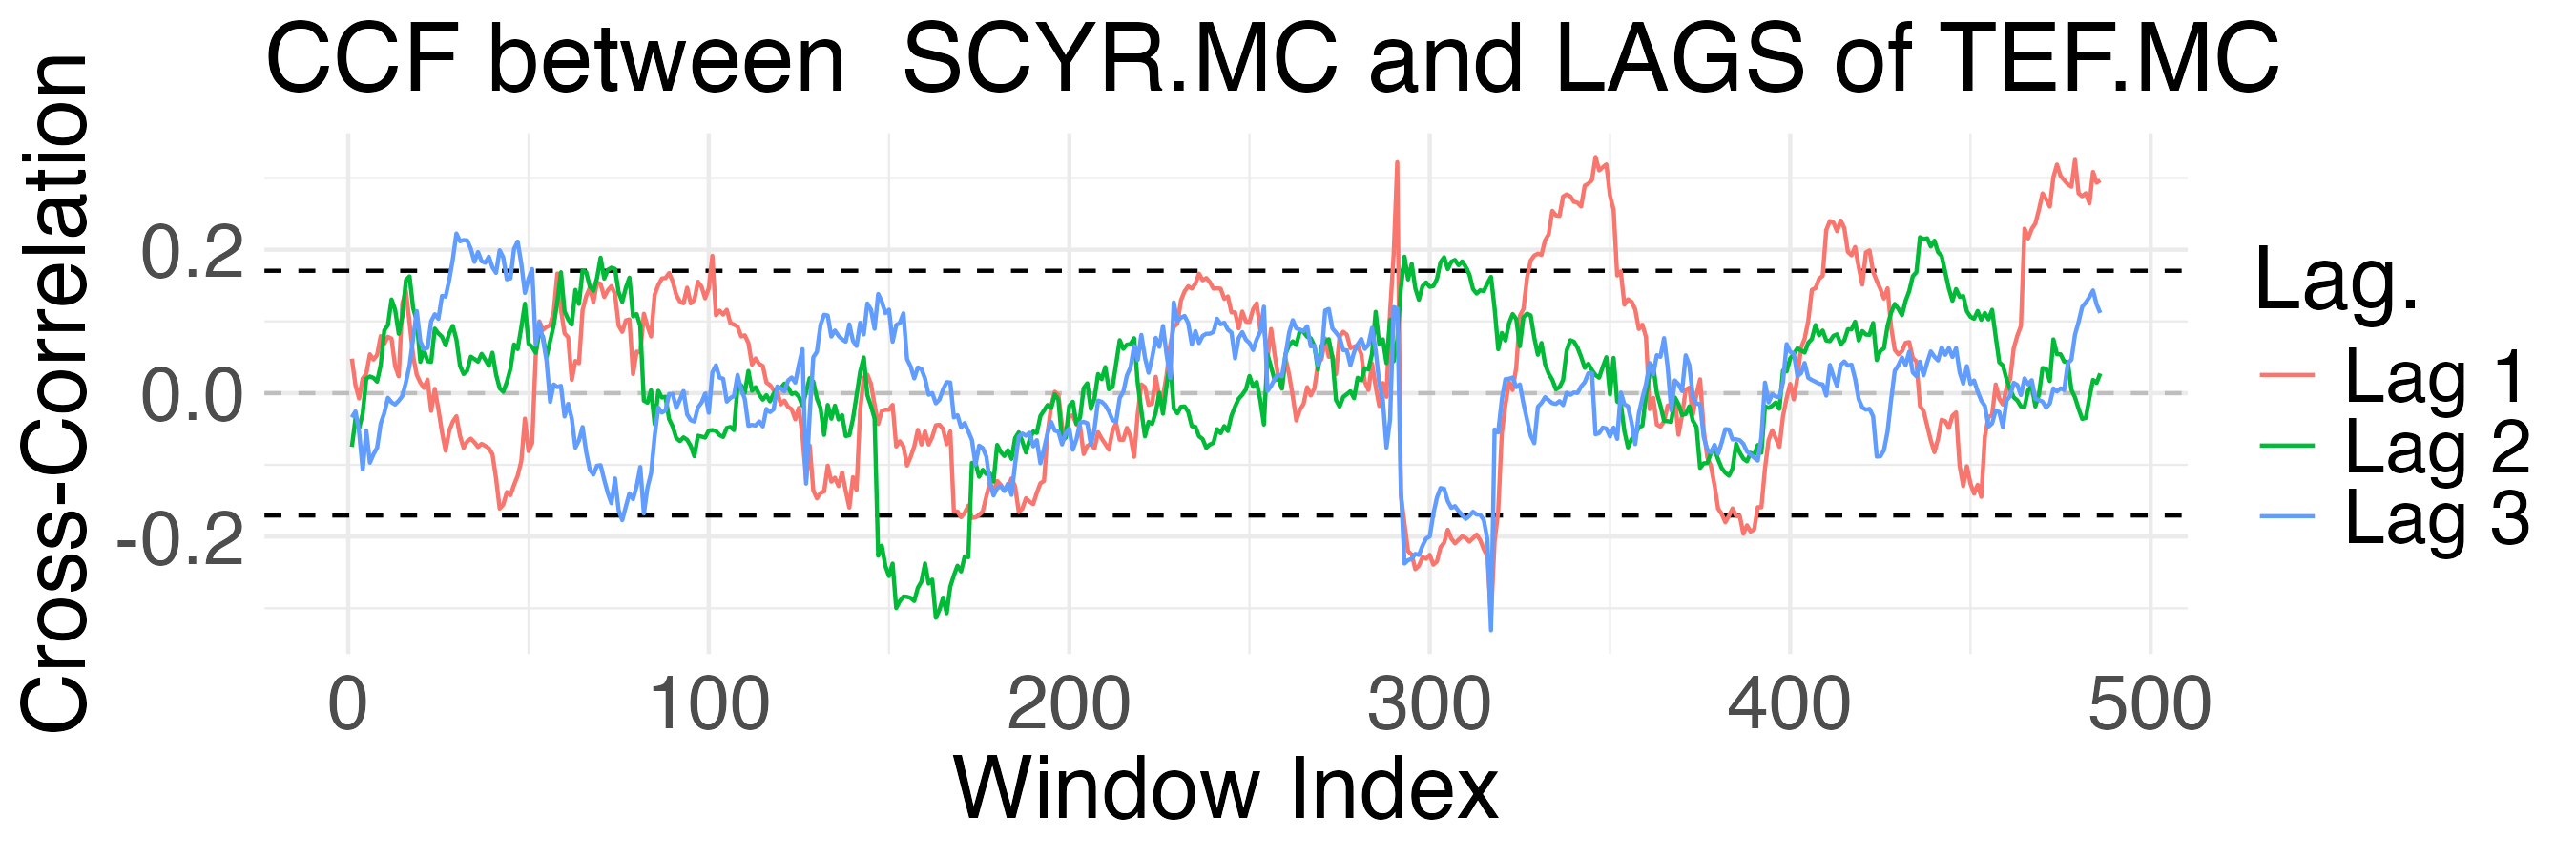 CCF between  SCYR.MC and LAGS of TEF.MC
Cross-Correlation
0.2
0.0
-0.2
0 100 200 300 400 500
Window Index
Lag.
Lag 1
Lag 2
Lag 3